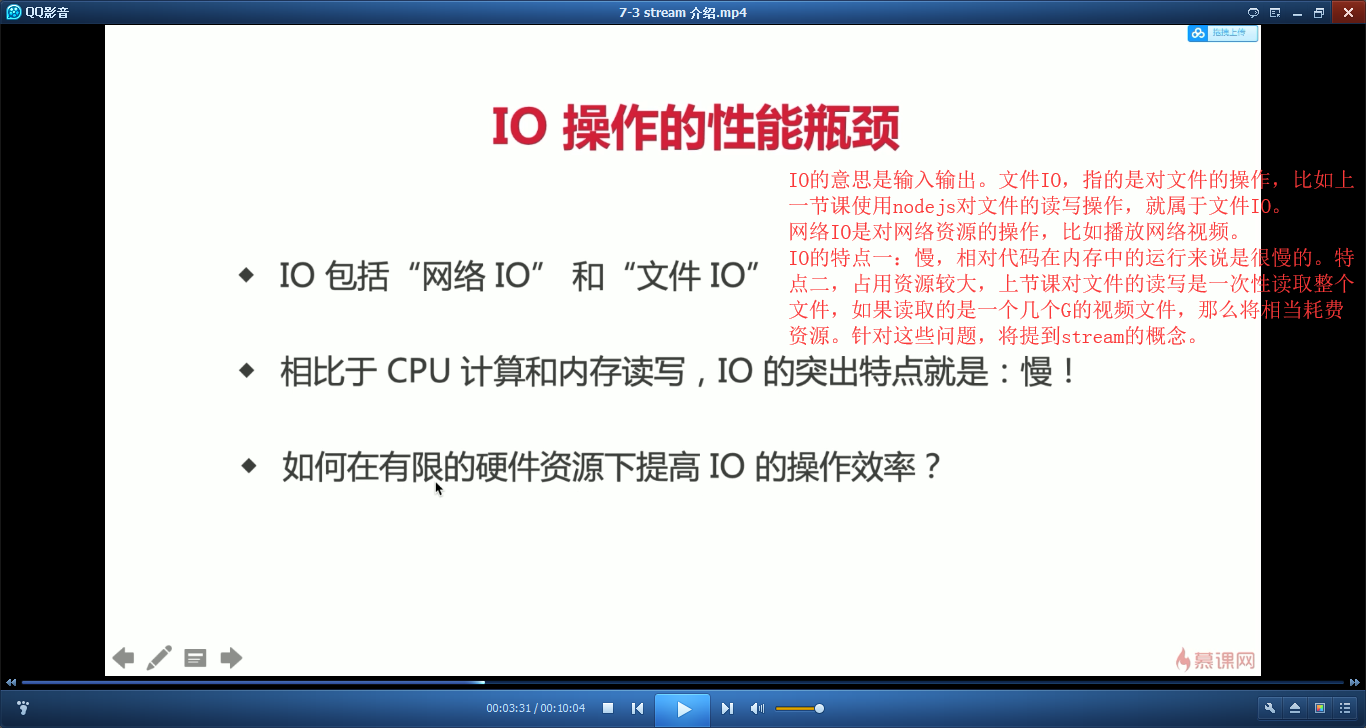 QQ影音
7-3 stream 介绍.mp4
拖拽上传
IO 操作的性能瓶颈
IO的意思是输入输出。文件IO，指的是对文件的操作，比如上
一节课使用nodejs对文件的读写操作，就属于文件IO。
网络IO是对网络资源的操作，比如播放网络视频。
IO的特点一：慢，相对代码在内存中的运行来说是很慢的。特
点二，占用资源较大，上节课对文件的读写是一次性读取整个
文件，如果读取的是一个几个G的视频文件，那么将相当耗费
资源。针对这些问题，将提到stream的概念。
◆ IO 包括“网络 IO” 和“文件 IO”
◆ 相比于 CPU 计算和内存读写，IO 的突出特点就是：慢！
◆ 如何在有限的硬件资源下提高 IO 的操作效率？
慕课网
00:03:31 / 00:10:04